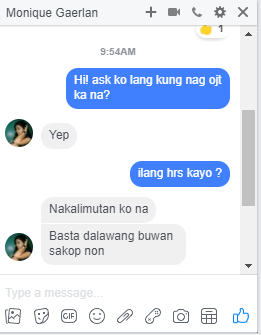 Monique Gaerlan
1
9:54AM
Hi! ask ko lang kung nag ojt
ka na?
Yep
ilang hrs kayo ?
Nakalimutan ko na
Basta dalawang buwan
sakop non
Type a message...
GIF